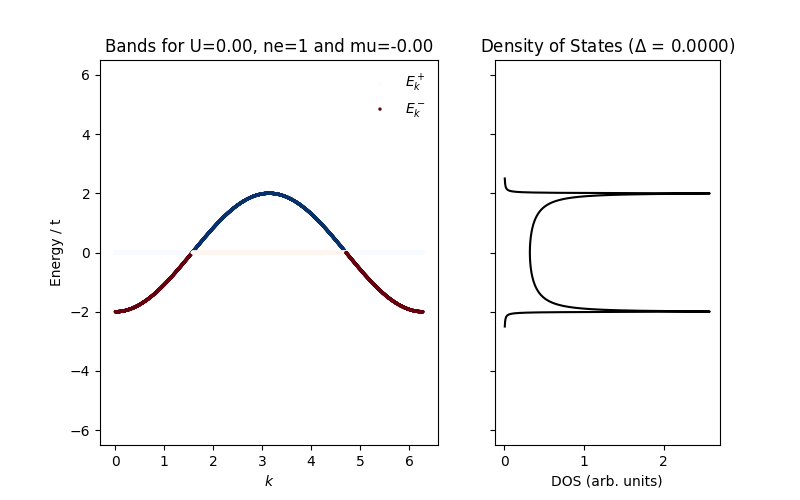 Bands for U=0.00, ne=1 and mu=-0.00
Density of States (Δ = 0.0000)
E_k^+
E_k^-
Energy / t
6
4
2
0
−2
−4
−6
0 1 2 3 4 5 6
k
0 1 2
DOS (arb. units)